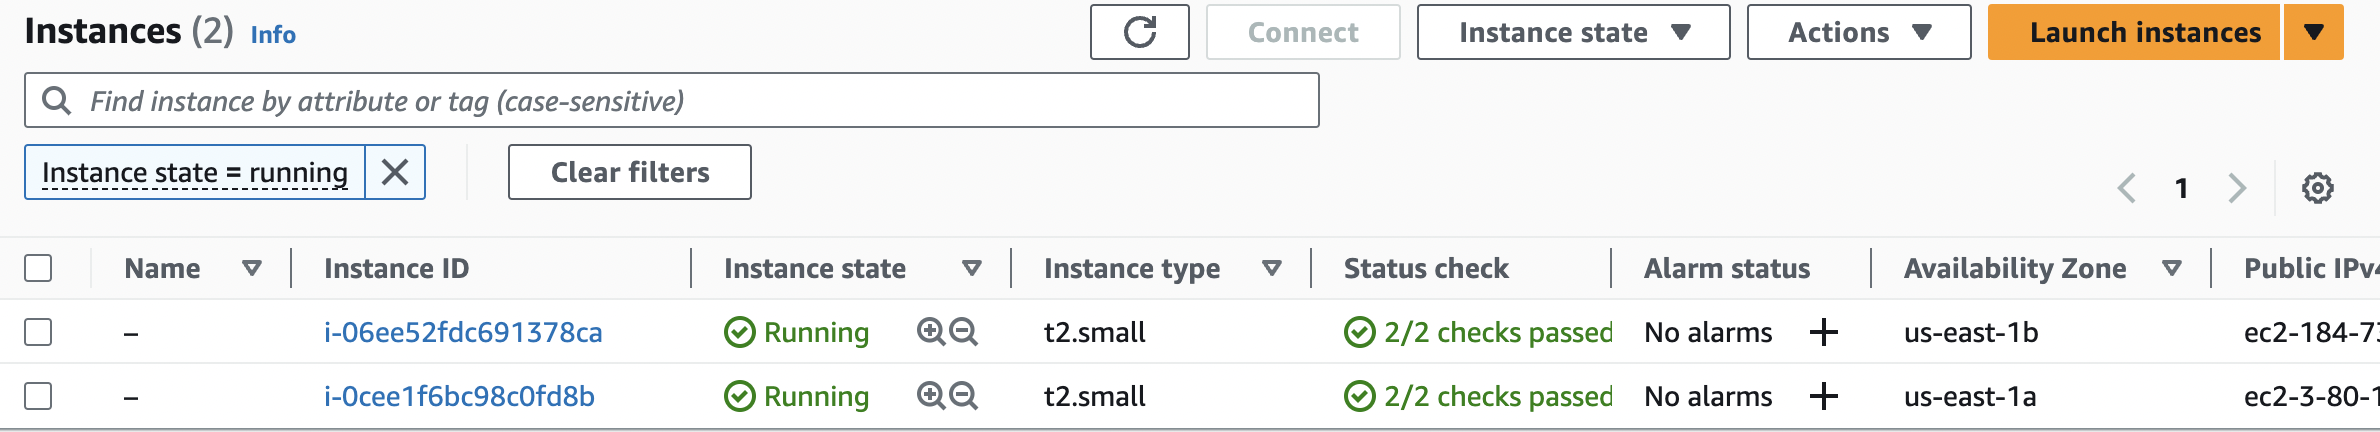 Instances (2) Info
Connect Instance state Actions Launch instances
Find instance by attribute or tag (case-sensitive)
Instance state = running Clear filters
1
Name Instance ID Instance state Instance type Status check Alarm status Availability Zone Public IPv4
– i-06ee52fdc691378ca Running t2.small 2/2 checks passed No alarms + us-east-1b ec2-184-73
– i-0cee1f6bc98c0fd8b Running t2.small 2/2 checks passed No alarms + us-east-1a ec2-3-80-1